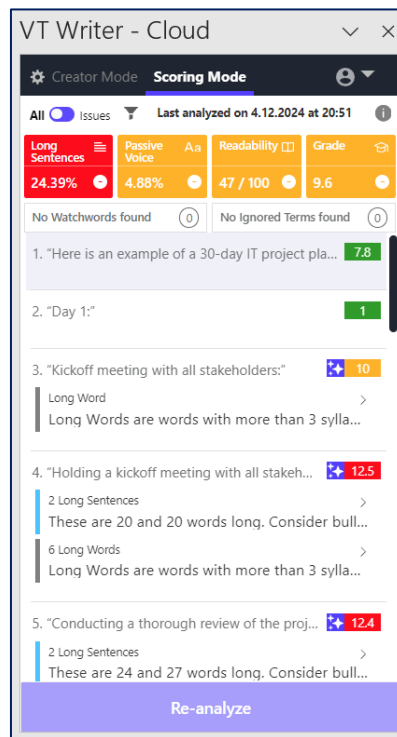 VT Writer - Cloud
Creator Mode Scoring Mode
All Issues Last analyzed on 4.12.2024 at 20:51
Long Sentences
24.39%
Passive Voice Aa
4.88%
Readability
47 / 100
Grade
9.6
No Watchwords found 0
No Ignored Terms found 0
1. "Here is an example of a 30-day IT project pla... 7.8
2. "Day 1:" 1
3. "Kickoff meeting with all stakeholders:" 10
Long Word
Long Words are words with more than 3 sylla...
4. "Holding a kickoff meeting with all stakeh... 12.5
2 Long Sentences
These are 20 and 20 words long. Consider bull...
6 Long Words
Long Words are words with more than 3 sylla...
5. "Conducting a thorough review of the proj... 12.4
2 Long Sentences
These are 24 and 27 words long. Consider bull...
Re-analyze